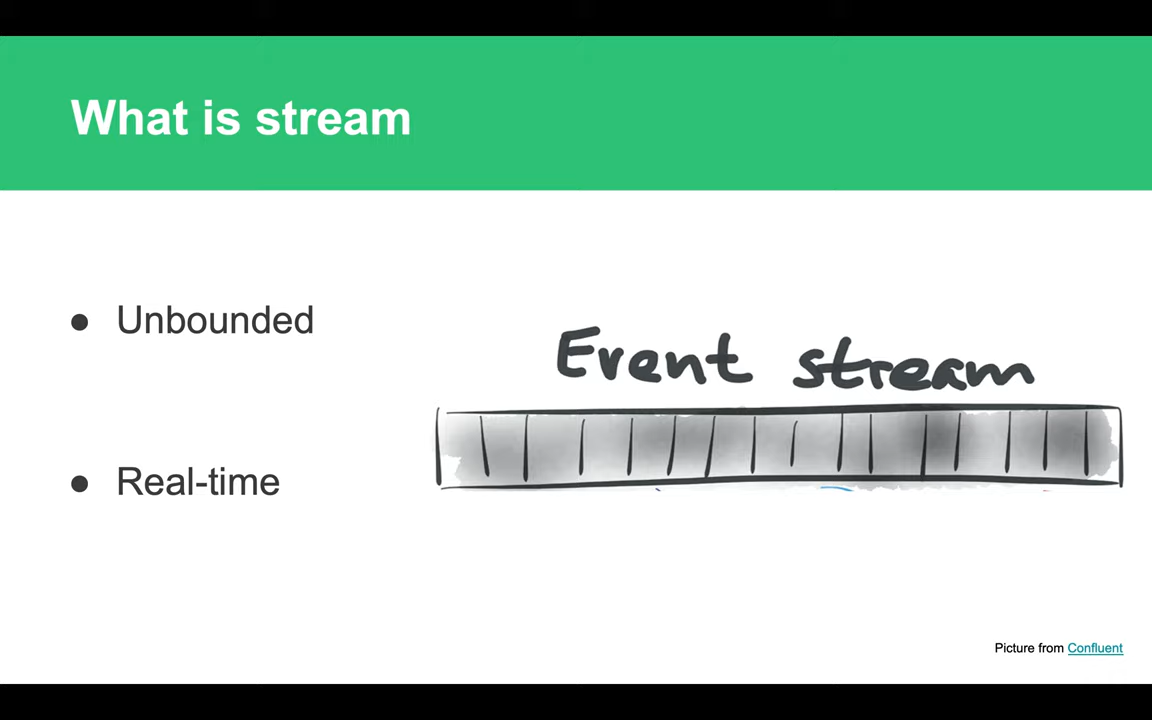 What is stream
● Unbounded
Event stream
● Real-time
Picture from Confluent